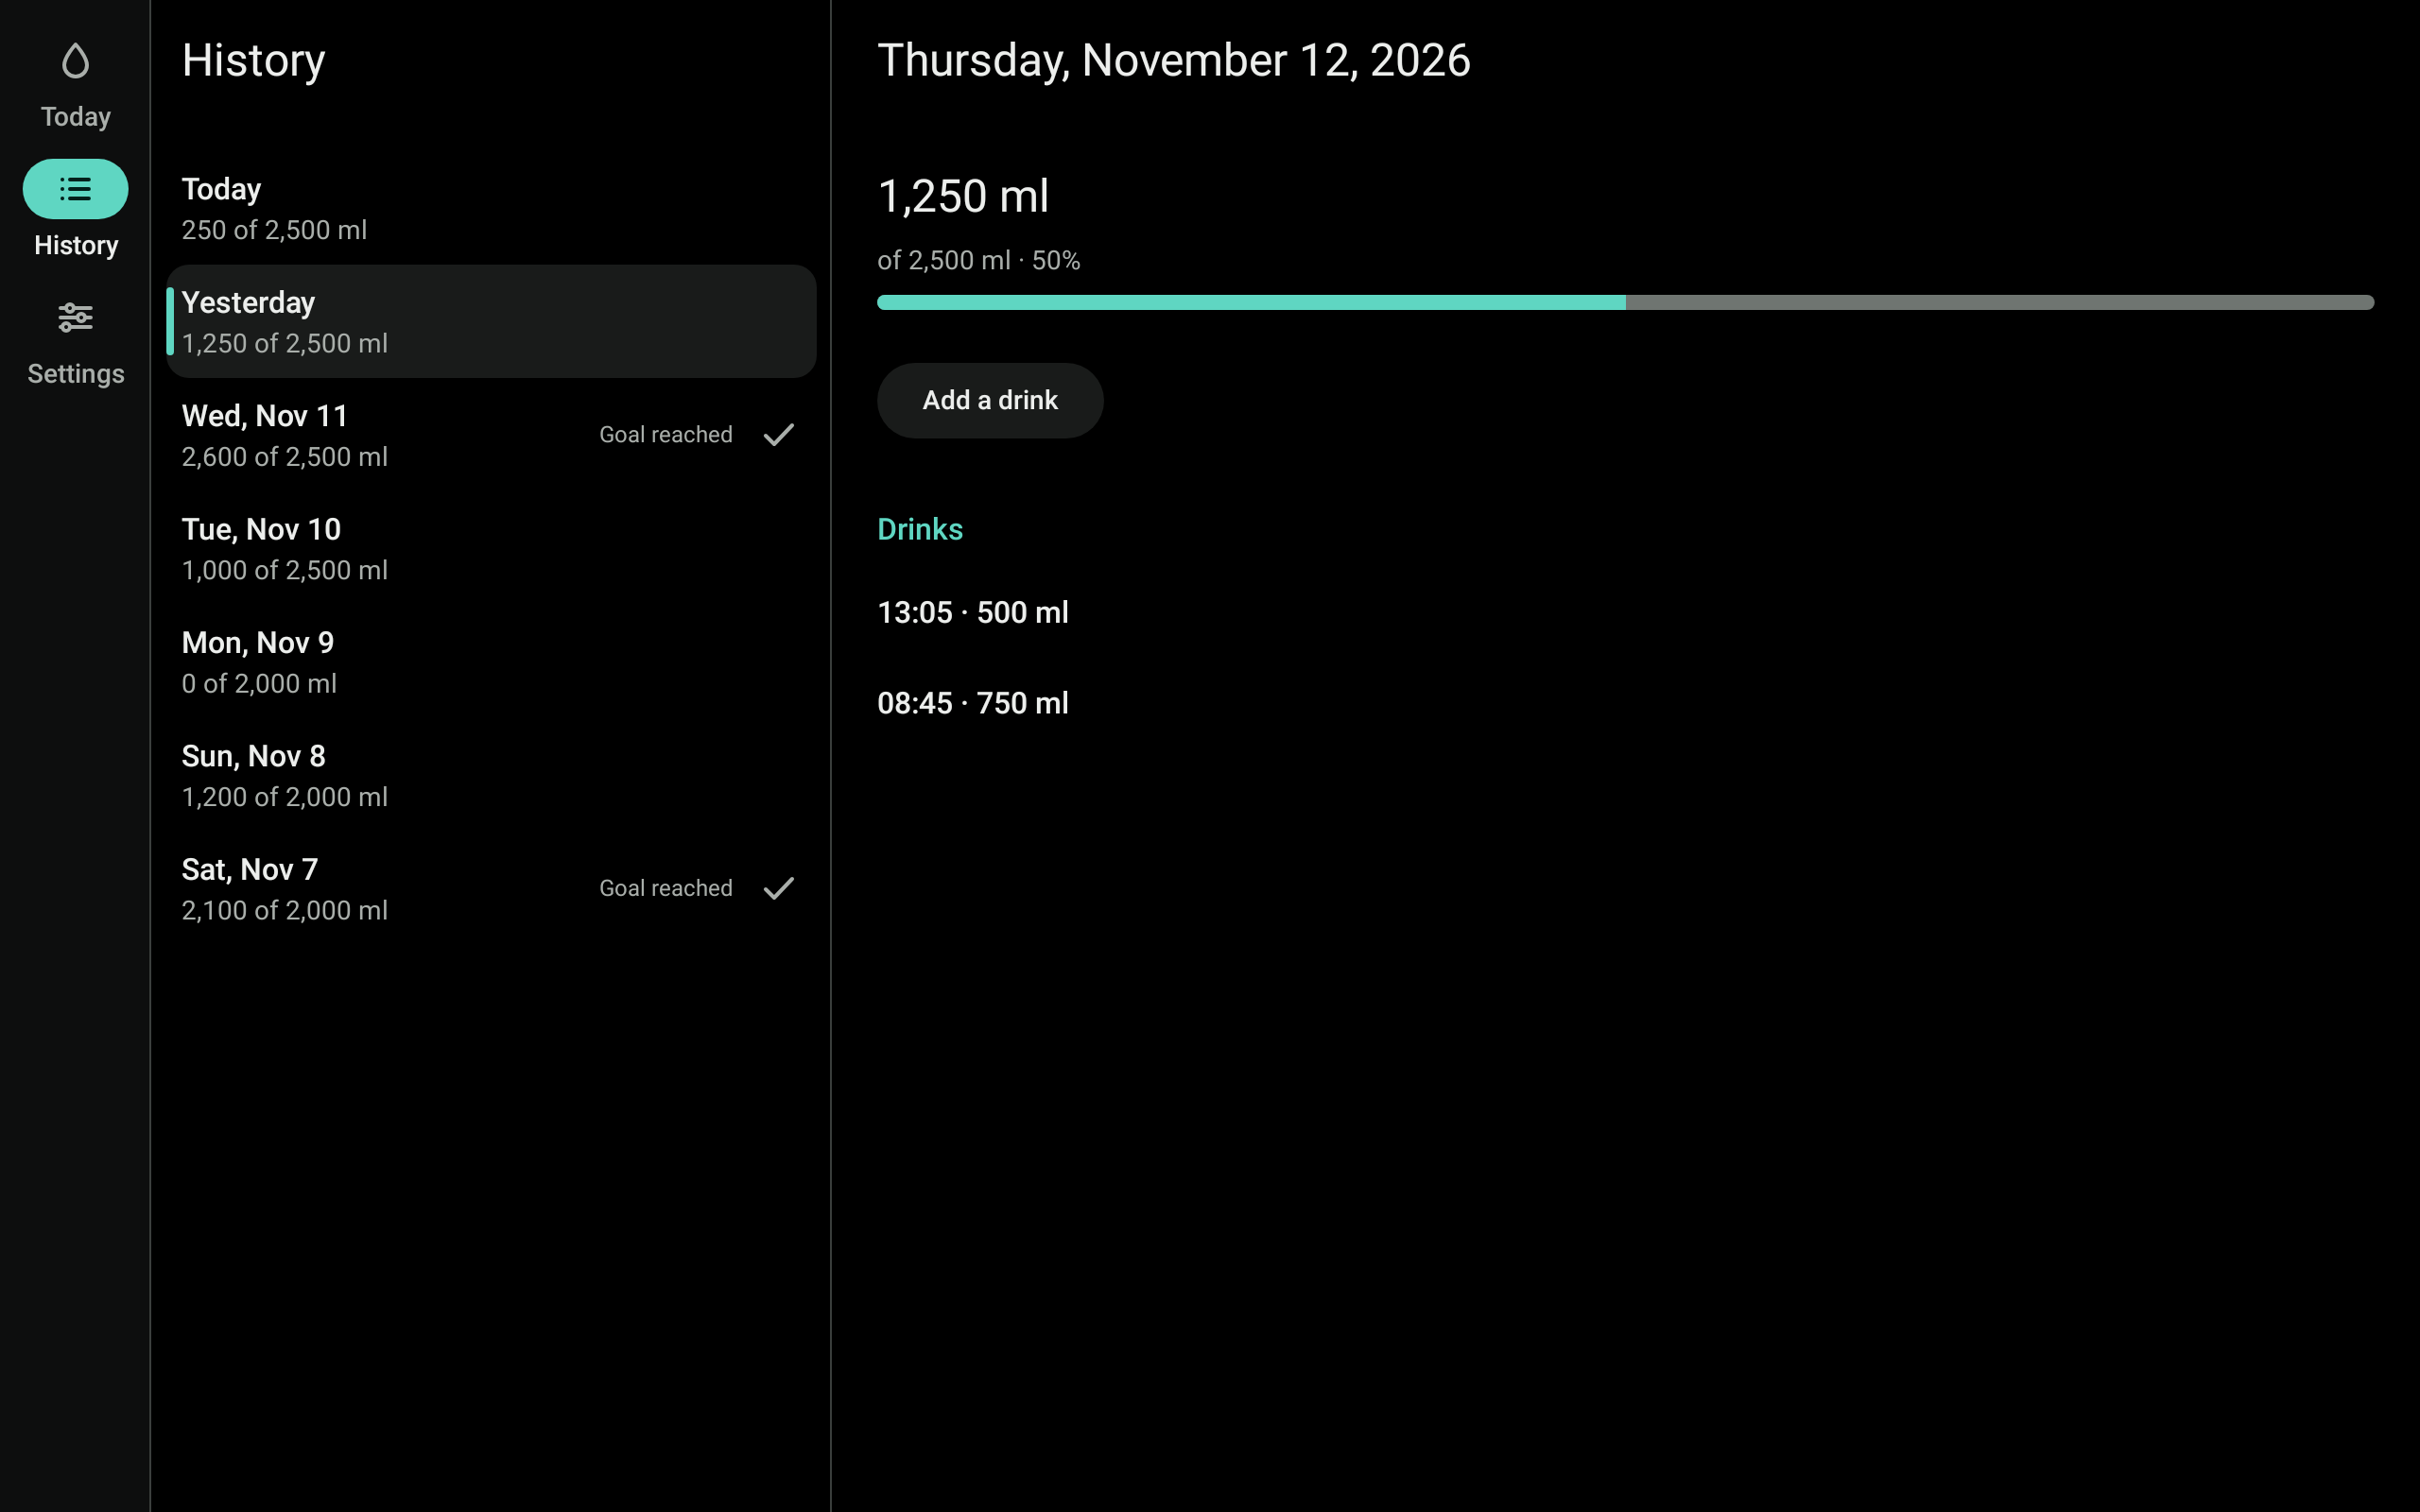 Today
History
Settings
History
Today
250 of 2,500 ml
Yesterday
1,250 of 2,500 ml
Wed, Nov 11
2,600 of 2,500 ml
Goal reached
Tue, Nov 10
1,000 of 2,500 ml
Mon, Nov 9
0 of 2,000 ml
Sun, Nov 8
1,200 of 2,000 ml
Sat, Nov 7
2,100 of 2,000 ml
Goal reached
Thursday, November 12, 2026
1,250 ml
of 2,500 ml · 50%
Add a drink
Drinks
13:05 · 500 ml
08:45 · 750 ml